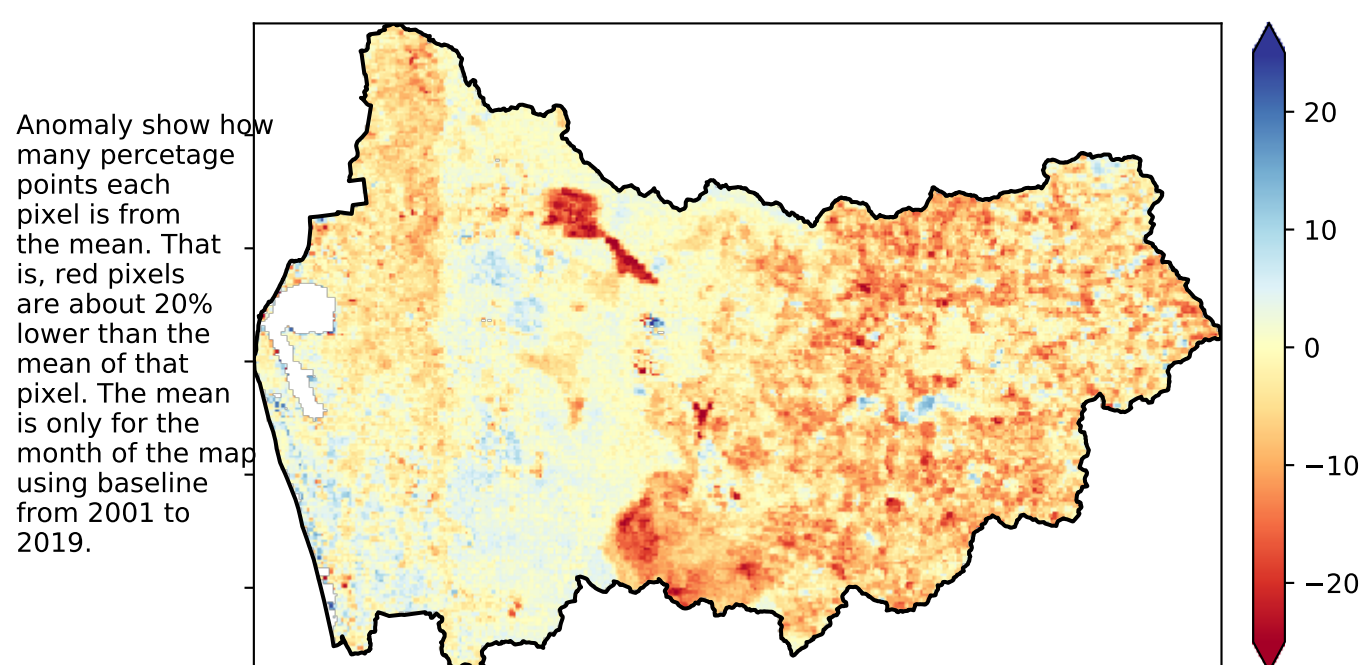 Anomaly show how
many percetage
points each
pixel is from
the mean. That
is, red pixels
are about 20%
lower than the
mean of that
pixel. The mean
is only for the
month of the map
using baseline
from 2001 to
2019.
20
10
0
−10
−20